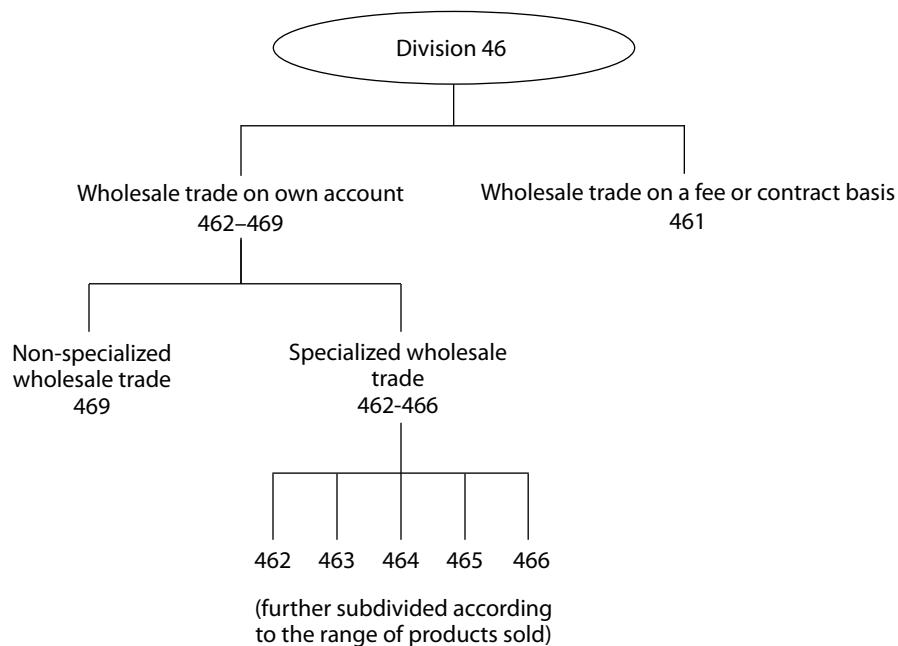 Division 46
Wholesale trade on own account
462–469
Wholesale trade on a fee or contract basis
461
Non-specialized
wholesale trade
469
Specialized wholesale
trade
462-466
462 463 464 465 466
(further subdivided according
to the range of products sold)